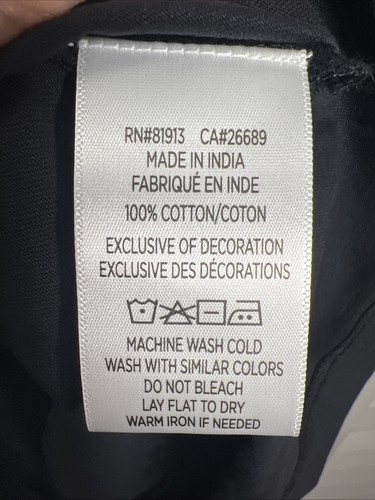 RN#81913 CA#26689
MADE IN INDIA
FABRIQUÉ EN INDE
100% COTTON/COTON
EXCLUSIVE OF DECORATION
EXCLUSIVE DES DÉCORATIONS
MACHINE WASH COLD
WASH WITH SIMILAR COLORS
DO NOT BLEACH
LAY FLAT TO DRY
WARM IRON IF NEEDED